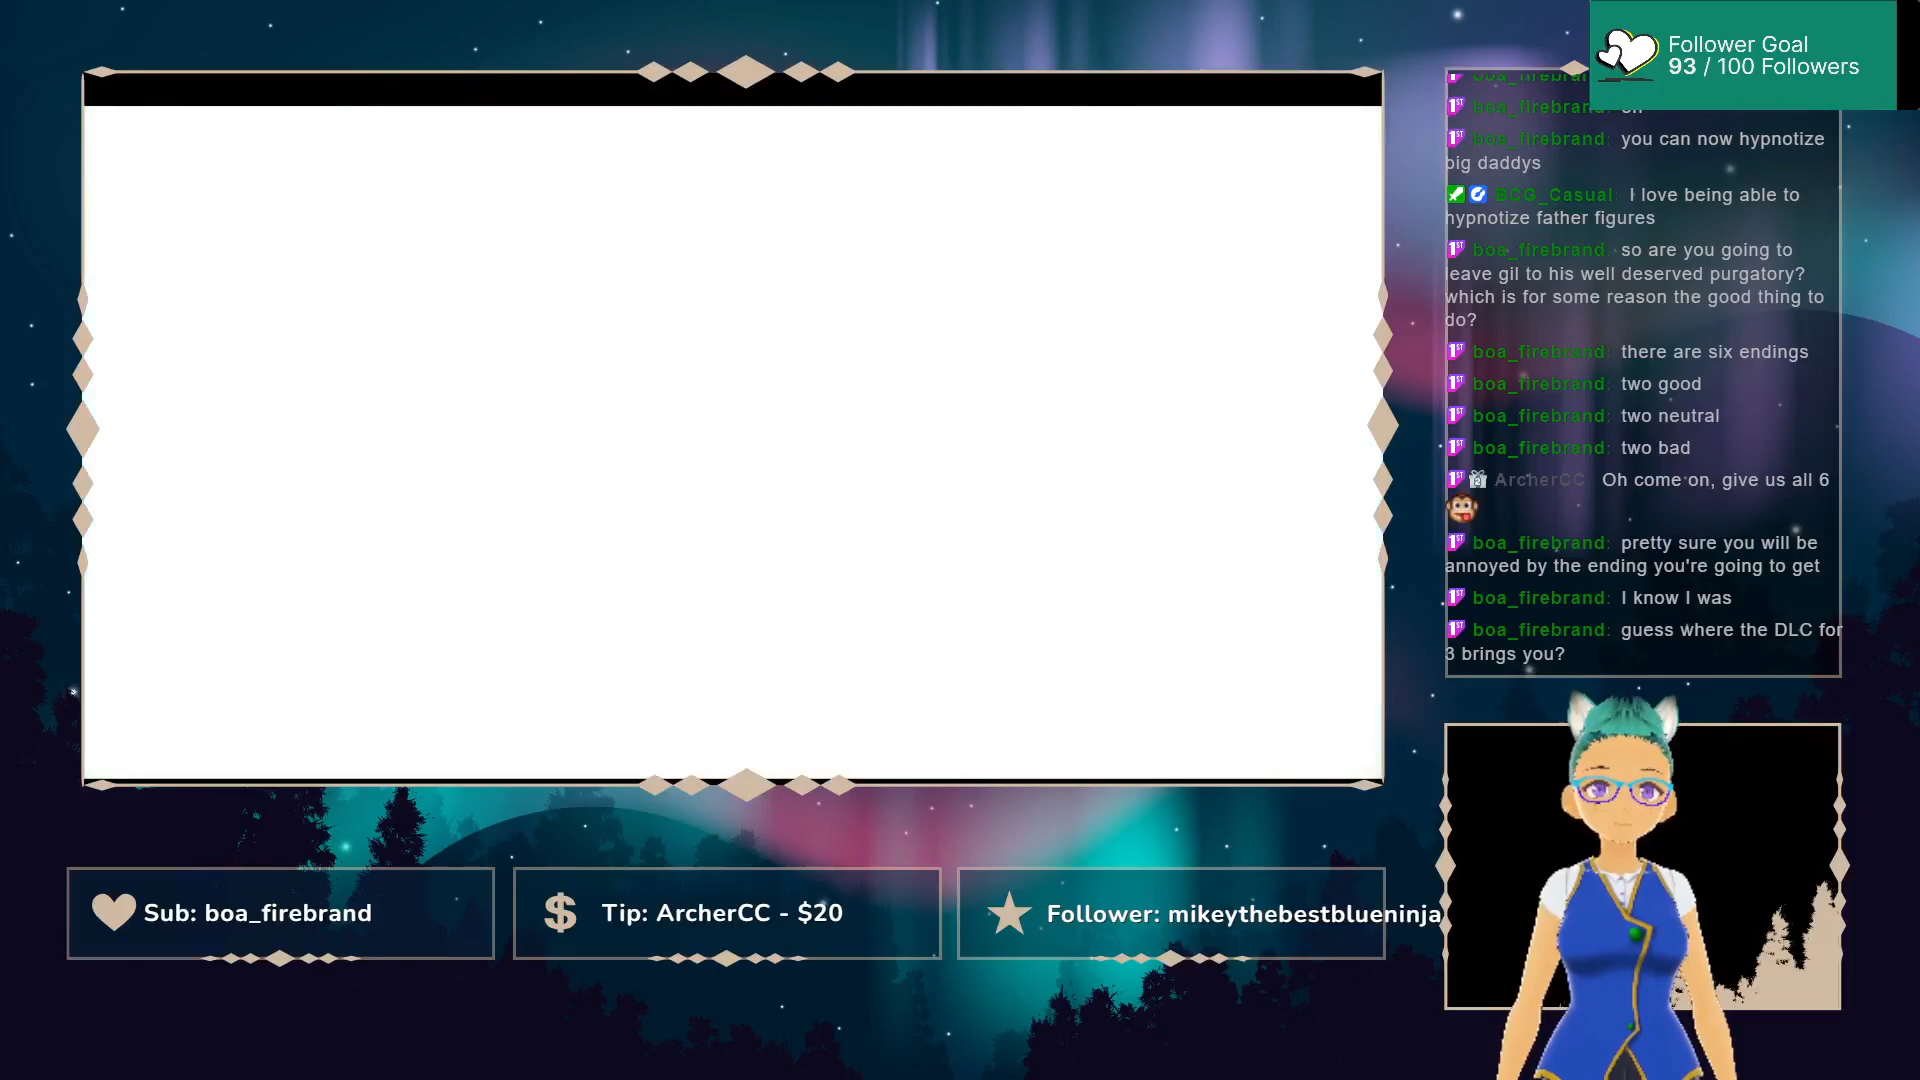 Follower Goal
93 / 100 Followers
boa_firebrand:
boa_firebrand: you can now hypnotize
big daddys
BCG_Casual: I love being able to
hypnotize father figures
boa_firebrand: so are you going to
leave gil to his well deserved purgatory?
which is for some reason the good thing to
do?
boa_firebrand: there are six endings
boa_firebrand: two good
boa_firebrand: two neutral
boa_firebrand: two bad
ArcherCC: Oh come on, give us all 6
boa_firebrand: pretty sure you will be
annoyed by the ending you're going to get
boa_firebrand: I know I was
boa_firebrand: guess where the DLC for
3 brings you?
Sub: boa_firebrand
Tip: ArcherCC - $20
Follower: mikeythebestblueninja